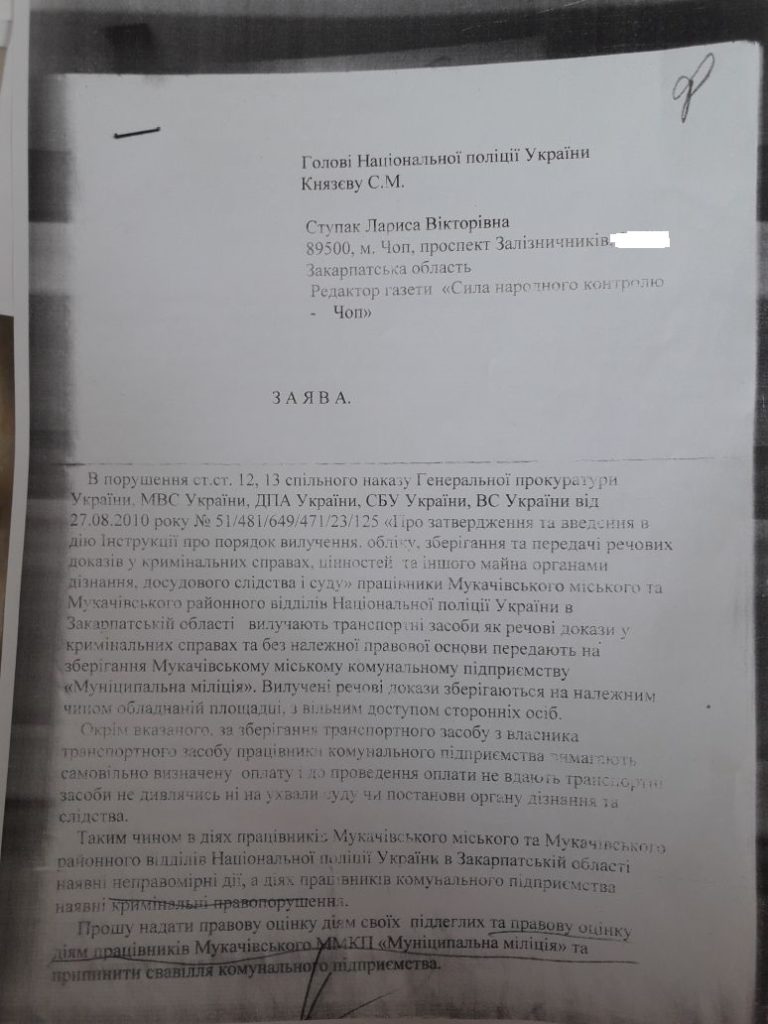 Голові Національної поліції України
Князєву С.М.
Ступак Лариса Вікторівна
89500, м. Чоп, проспект Залізничників,
Закарпатська область
Редактор газети «Сила народного контролю
- Чоп»
З А Я В А.
В порушення ст.ст. 12, 13 спільного наказу Генеральної прокуратури
України, МВС України, ДПА України, СБУ України, ВС України від
27.08.2010 року № 51/481/649/471/23/125 «Про затвердження та введення в
дію Інструкції про порядок вилучення, обліку, зберігання та передачі речових
доказів у кримінальних справах, цінностей та іншого майна органами
дізнання, досудового слідства і суду» працівники Мукачівського міського та
Мукачівського районного відділів Національної поліції України в
Закарпатській області вилучають транспортні засоби як речові докази у
кримінальних справах та без належної правової основи передають на
зберігання Мукачівському міському комунальному підприємству
«Муніципальна міліція». Вилучені речові докази зберігаються на належним
чином обладнаній площадці, з вільним доступом сторонніх осіб.
Окрім вказаного, за зберігання транспортного засобу з власника
транспортного засобу працівники комунального підприємства вимагають
самовільно визначену оплату і до проведення оплати не вдають транспортні
засоби не дивлячись ні на ухвали суду чи постанови органу дізнання та
слідства.
Таким чином в діях працівників Мукачівського міського та Мукачівського
районного відділів Національної поліції України в Закарпатській області
наявні неправомірні дії, а діях працівників комунального підприємства
наявні кримінальні правопорушення.
Прошу надати правову оцінку діям своїх підлеглих та правову оцінку
діям працівників Мукачівського ММКП «Муніципальна міліція» та
припинити свавілля комунального підприємства.